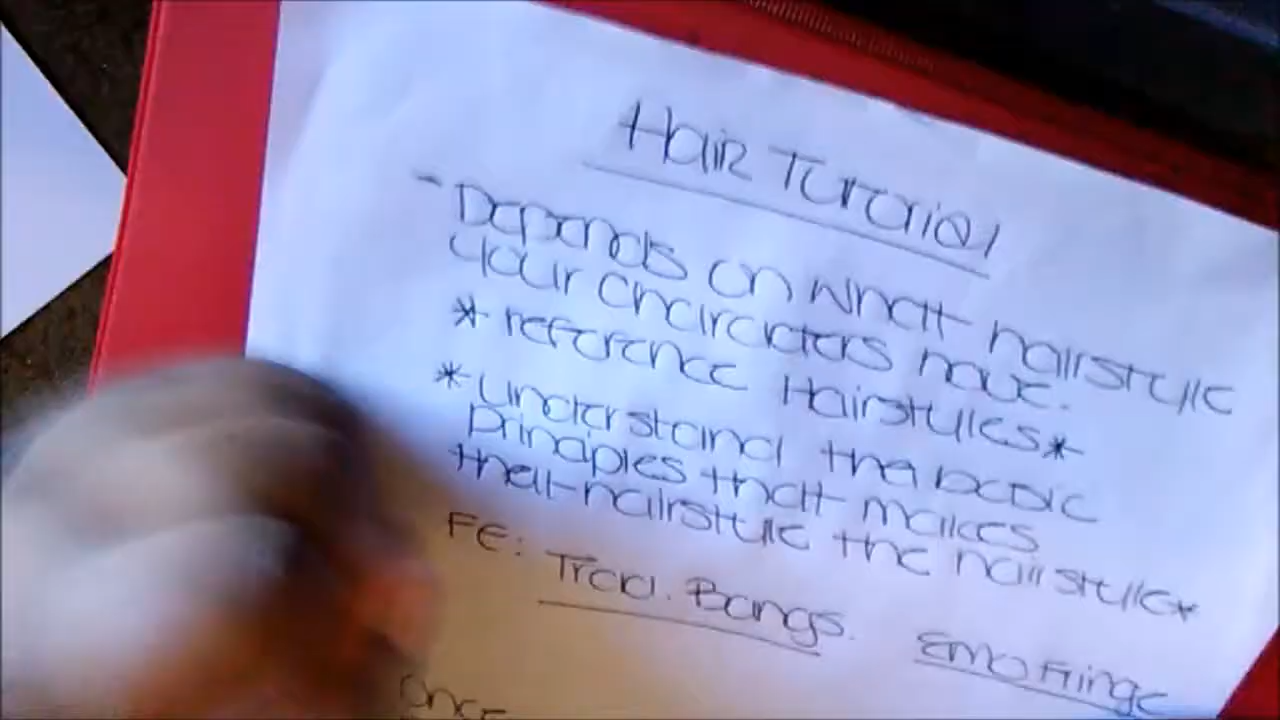 Hair Tutorial
- Depends on what hairstyle
your characters have.
* reference Hairstyles *
* understand the basic
principles that makes
that hairstyle the hairstyle *
FE: Trad. Bangs. Emo Fringe
once